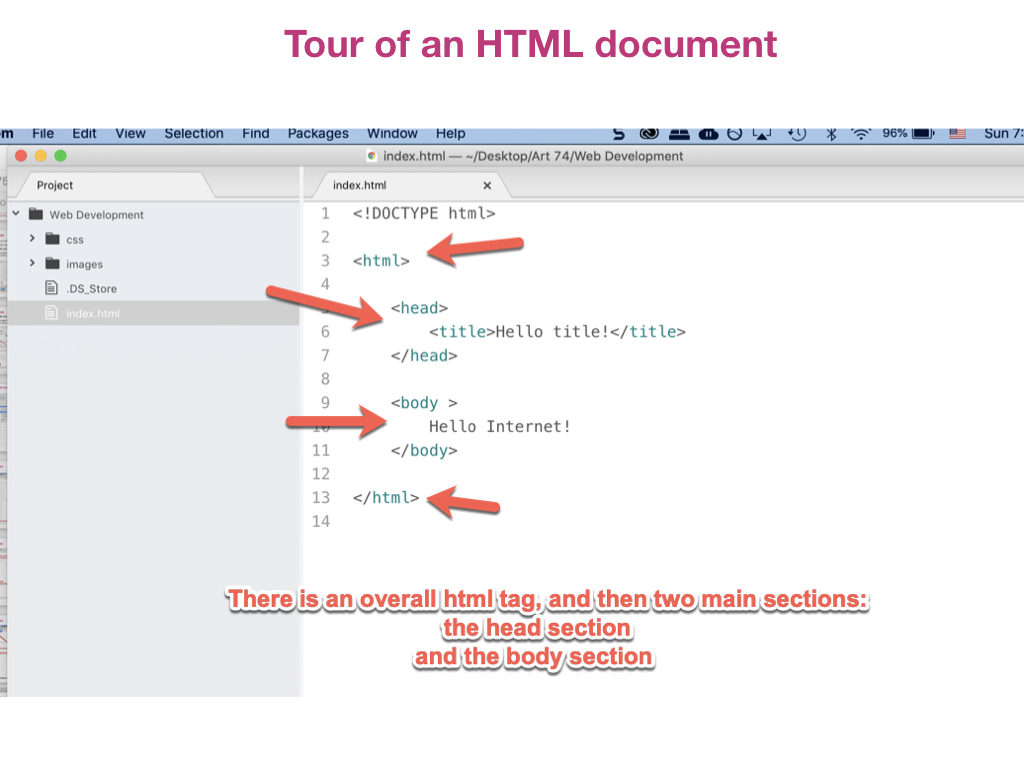 Tour of an HTML document
File Edit View Selection Find Packages Window Help 96% Sun 7:
index.html — ~/Desktop/Art 74/Web Development
Project
index.html
Web Development
css
images
.DS_Store
index.html
1 <!DOCTYPE html>
2
3 <html>
4
<head>
6 <title>Hello title!</title>
7 </head>
8
9 <body >
10 Hello Internet!
11 </body>
12
13 </html>
14
There is an overall html tag, and then two main sections:
the head section
and the body section